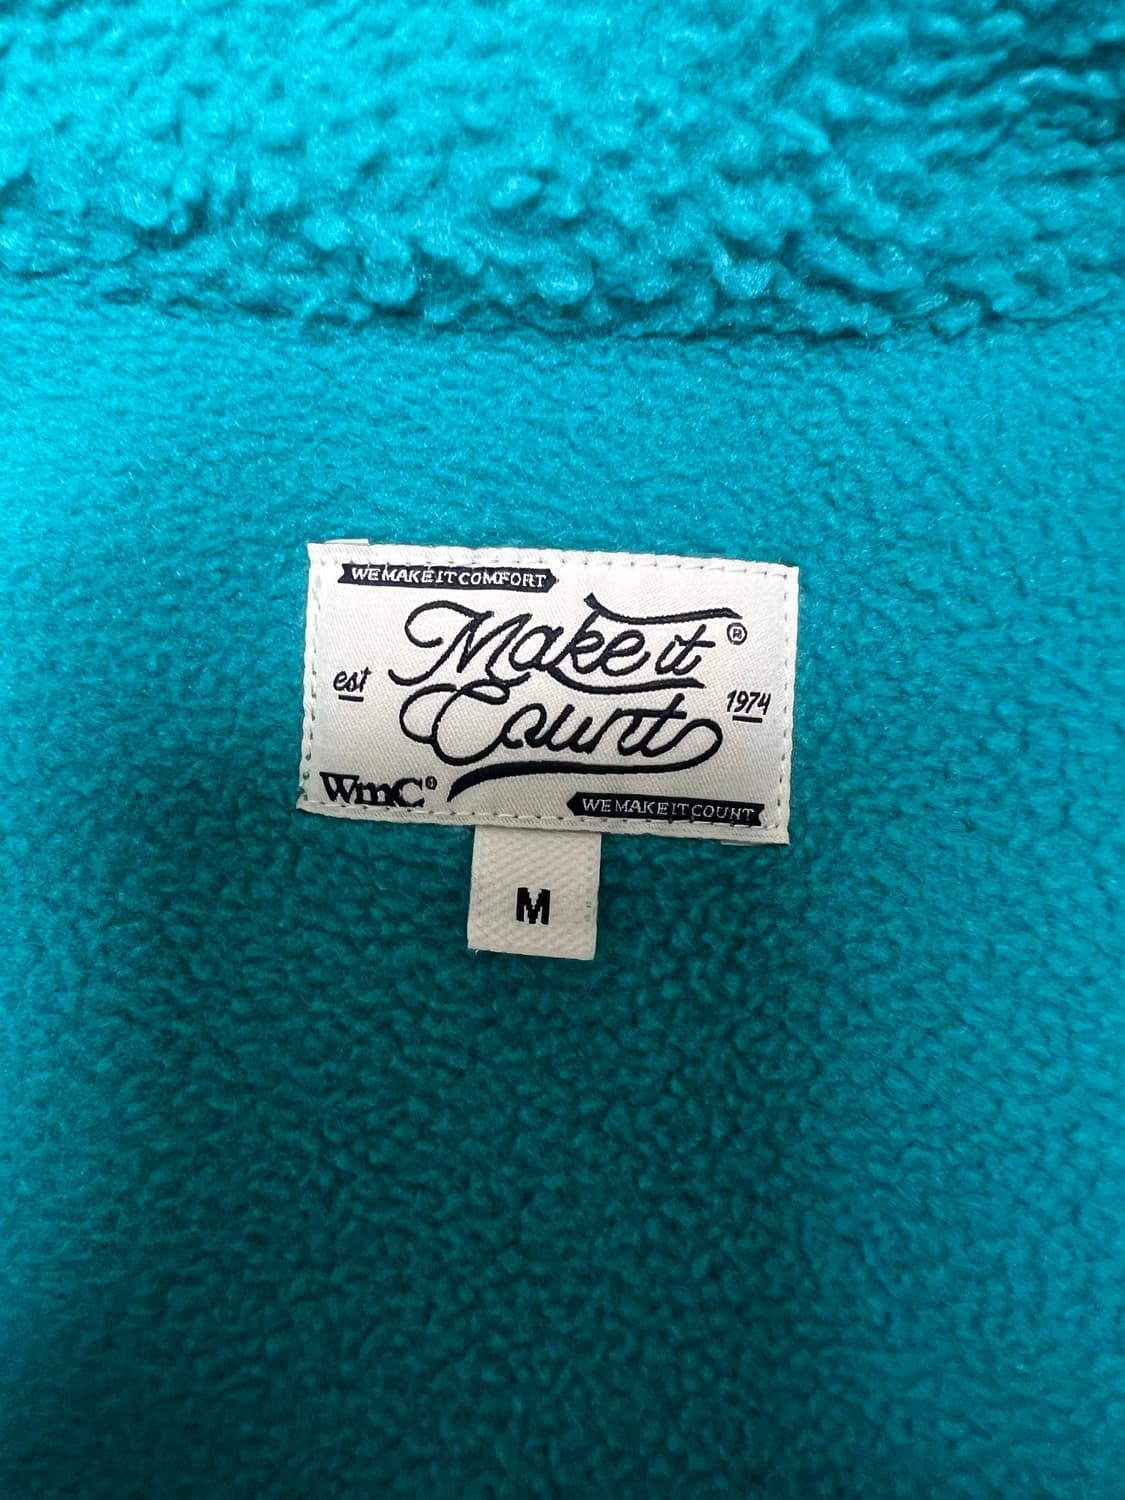 WE MAKE IT COMFORT
Make it ®
est
Count
1974
WmC®
WE MAKE IT COUNT
M